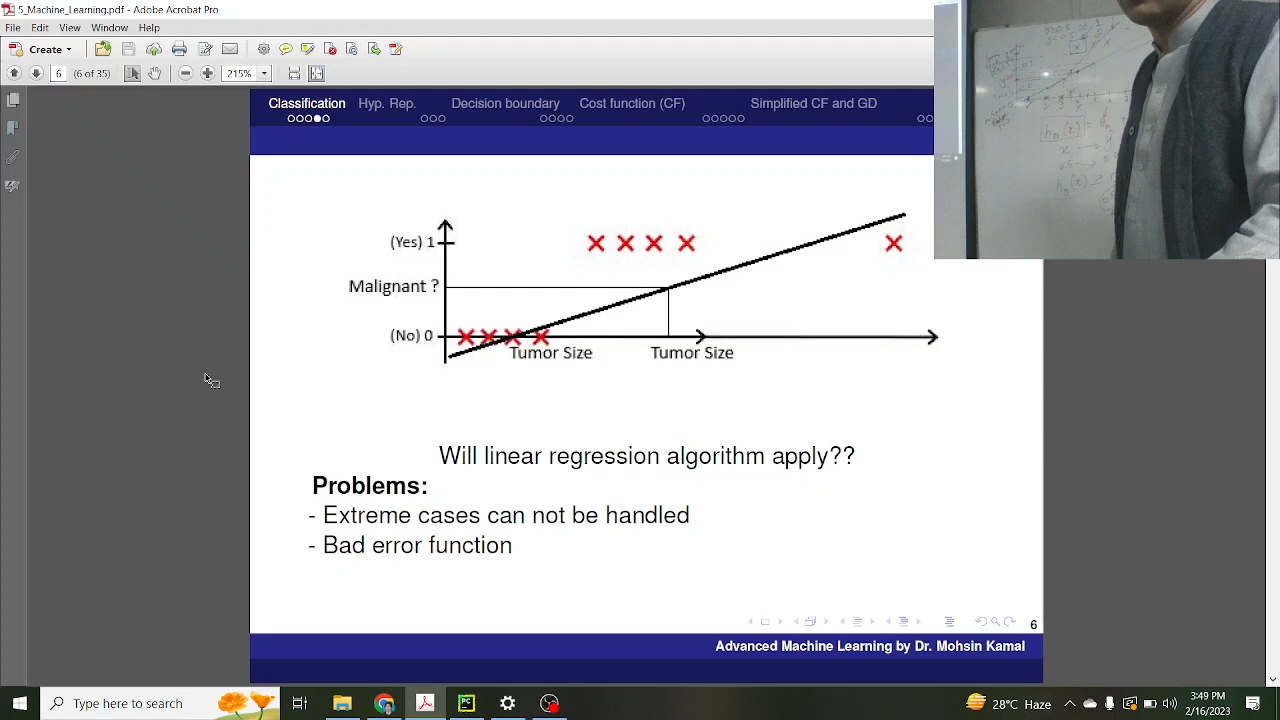 5_Machine_Learning.pdf - Adobe Acrobat Pro
File Edit View Window Help
Create
6 (6 of 35) 215%
Classification Hyp. Rep. Decision boundary Cost function (CF) Simplified CF and GD
(Yes) 1
Malignant ?
(No) 0
Tumor Size Tumor Size
Will linear regression algorithm apply??
Problems:
- Extreme cases can not be handled
- Bad error function
6
Advanced Machine Learning by Dr. Mohsin Kamal
hθ(x)
Type here to search
PC
28°C Haze
3:49 PM
2/16/2023